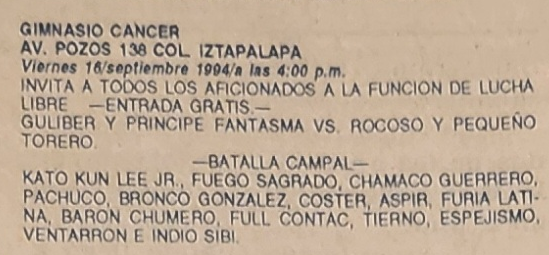 GIMNASIO CANCER
AV. POZOS 138 COL. IZTAPALAPA
Viernes 16/septiembre 1994/a las 4:00 p.m.
INVITA A TODOS LOS AFICIONADOS A LA FUNCION DE LUCHA
LIBRE —ENTRADA GRATIS.—
GULIBER Y PRINCIPE FANTASMA VS. ROCOSO Y PEQUEÑO
TORERO.
—BATALLA CAMPAL—
KATO KUN LEE JR., FUEGO SAGRADO, CHAMACO GUERRERO,
PACHUCO, BRONCO GONZALEZ, COSTER, ASPIR, FURIA LATI-
NA, BARON CHUMERO, FULL CONTAC, TIERNO, ESPEJISMO,
VENTARRON E INDIO SIBI.